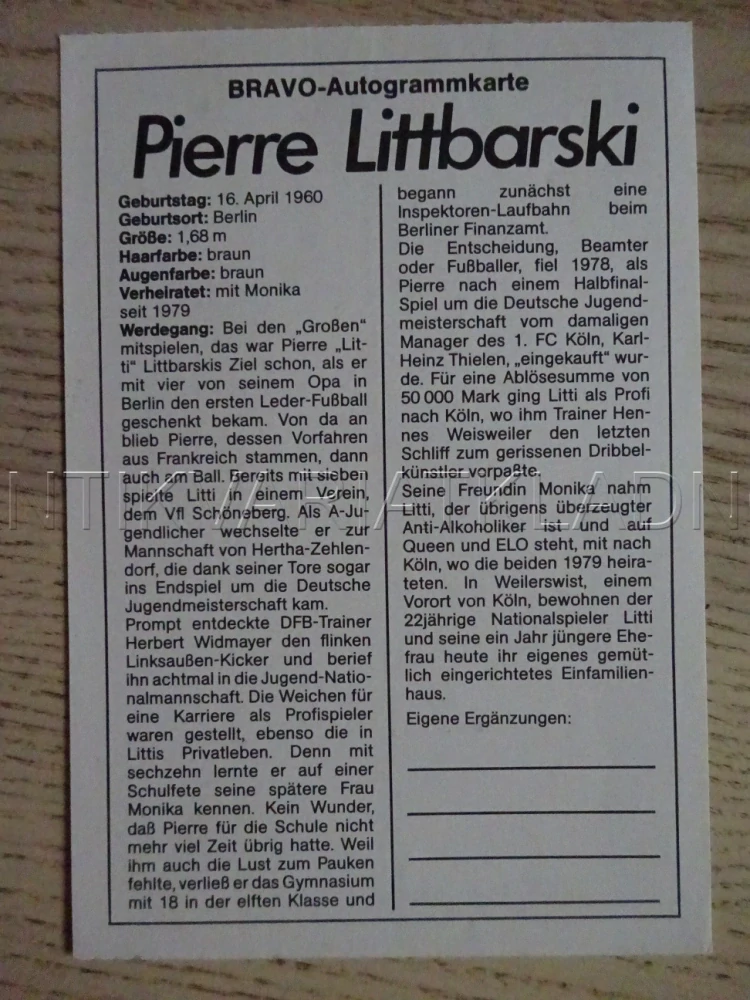 BRAVO-Autogrammkarte
Pierre Littbarski
Geburtstag: 16. April 1960
Geburtsort: Berlin
Größe: 1,68 m
Haarfarbe: braun
Augenfarbe: braun
Verheiratet: mit Monika
seit 1979
Werdegang: Bei den „Großen“
mitspielen, das war Pierre „Lit-
ti“ Littbarskis Ziel schon, als er
mit vier von seinem Opa in
Berlin den ersten Leder-Fußball
geschenkt bekam. Von da an
blieb Pierre, dessen Vorfahren
aus Frankreich stammen, dann
auch am Ball. Bereits mit sieben
spielte Litti in einem Verein,
dem Vfl Schöneberg. Als A-Ju-
gendlicher wechselte er zur
Mannschaft von Hertha-Zehlen-
dorf, die dank seiner Tore sogar
ins Endspiel um die Deutsche
Jugendmeisterschaft kam.
Prompt entdeckte DFB-Trainer
Herbert Widmayer den flinken
Linksaußen-Kicker und berief
ihn achtmal in die Jugend-Natio-
nalmannschaft. Die Weichen für
eine Karriere als Profispieler
waren gestellt, ebenso die in
Littis Privatleben. Denn mit
sechzehn lernte er auf einer
Schulfete seine spätere Frau
Monika kennen. Kein Wunder,
daß Pierre für die Schule nicht
mehr viel Zeit übrig hatte. Weil
ihm auch die Lust zum Pauken
fehlte, verließ er das Gymnasium
mit 18 in der elften Klasse und
begann zunächst eine
Inspektoren-Laufbahn beim
Berliner Finanzamt.
Die Entscheidung, Beamter
oder Fußballer, fiel 1978, als
Pierre nach einem Halbfinal-
Spiel um die Deutsche Jugend-
meisterschaft vom damaligen
Manager des 1. FC Köln, Karl-
Heinz Thielen, „eingekauft“ wur-
de. Für eine Ablösesumme von
50 000 Mark ging Litti als Profi
nach Köln, wo ihm Trainer Hen-
nes Weisweiler den letzten
Schliff zum gerissenen Dribbel-
künstler verpaßte.
Seine Freundin Monika nahm
Litti, der übrigens überzeugter
Anti-Alkoholiker ist und auf
Queen und ELO steht, mit nach
Köln, wo die beiden 1979 heira-
teten. In Weilerswist, einem
Vorort von Köln, bewohnen der
22jährige Nationalspieler Litti
und seine ein Jahr jüngere Ehe-
frau heute ihr eigenes gemüt-
lich eingerichtetes Einfamilien-
haus.
Eigene Ergänzungen:
NTIKVARIATKLADN